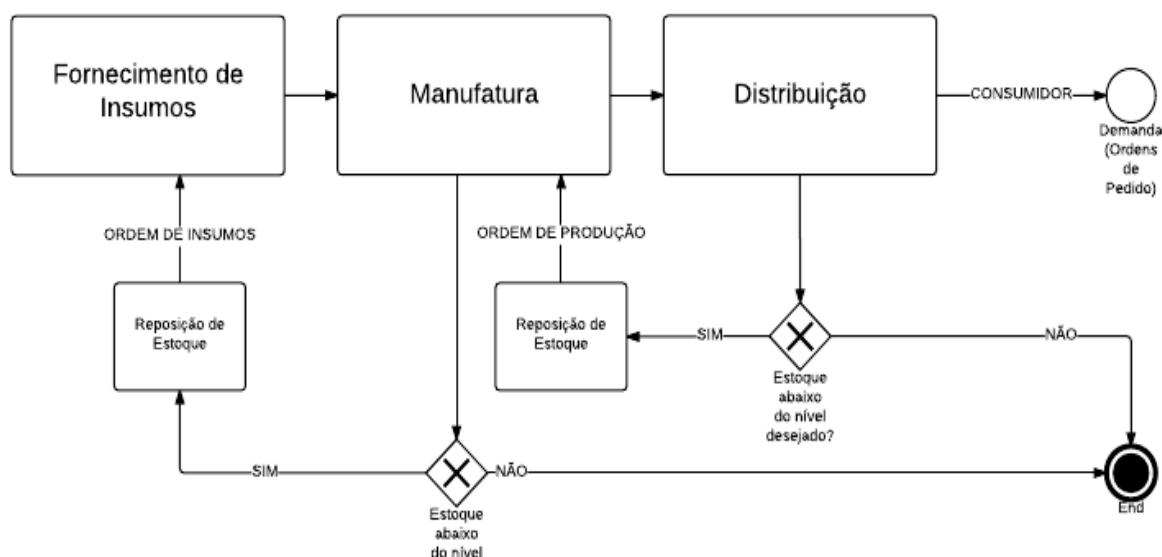 Fornecimento de
Insumos
Manufatura
Distribuição
CONSUMIDOR
Demanda
(Ordens
de
Pedido)
ORDEM DE INSUMOS
ORDEM DE PRODUÇÃO
Reposição de
Estoque
Reposição de
Estoque
SIM
NÃO
Estoque
abaixo
do nível
desejado?
SIM
NÃO
End
Estoque
abaixo
do nível